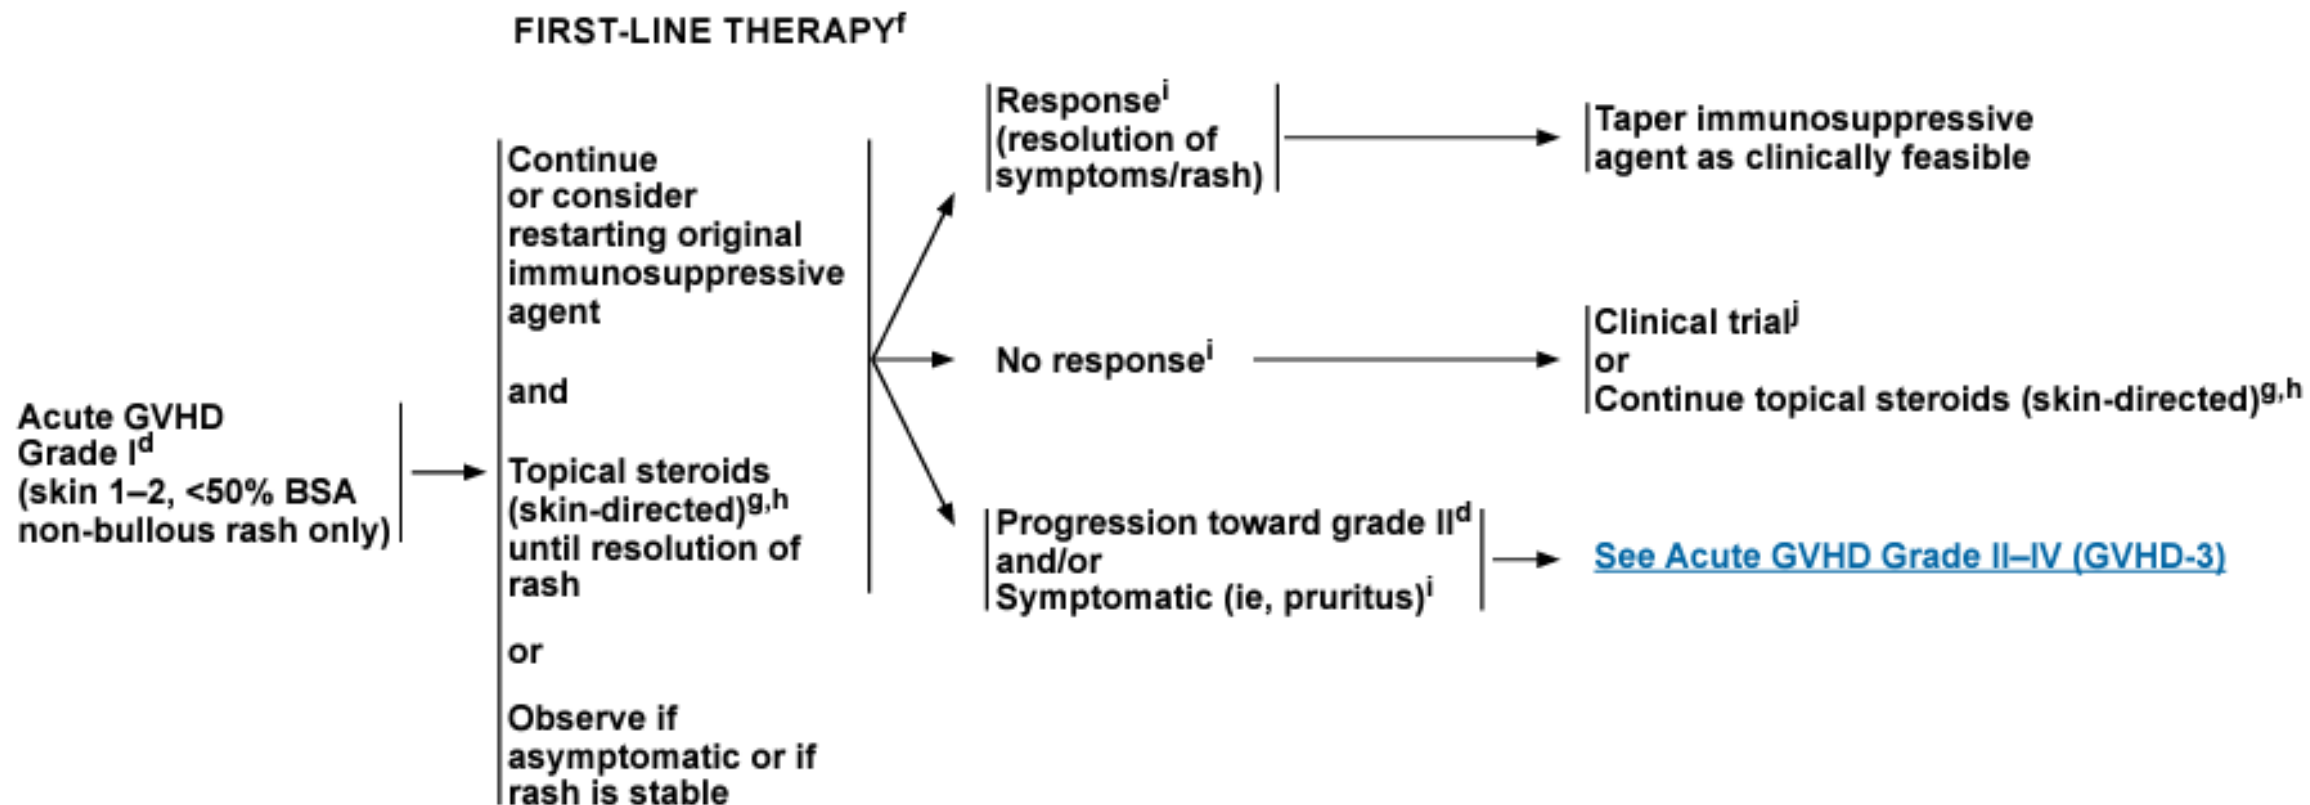 FIRST-LINE THERAPYf
Acute GVHD
Grade Id
(skin 1–2, <50% BSA
non-bullous rash only)
Continue
or consider
restarting original
immunosuppressive
agent
and
Topical steroids
(skin-directed)g,h
until resolution of
rash
or
Observe if
asymptomatic or if
rash is stable
Responsei
(resolution of
symptoms/rash)
Taper immunosuppressive
agent as clinically feasible
No responsei
Clinical trialj
or
Continue topical steroids (skin-directed)g,h
Progression toward grade IId
and/or
Symptomatic (ie, pruritus)i
See Acute GVHD Grade II–IV (GVHD-3)